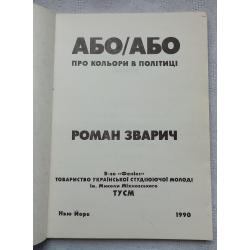 АБО/АБО
ПРО КОЛЬОРИ В ПОЛІТИЦІ
РОМАН ЗВАРИЧ
В-во «Фенікс»
ТОВАРИСТВО УКРАЇНСЬКОЇ СТУДІЮЮЧОЇ МОЛОДІ
ім. Миколи Міхновського
ТУСМ
Нью Йорк 1990